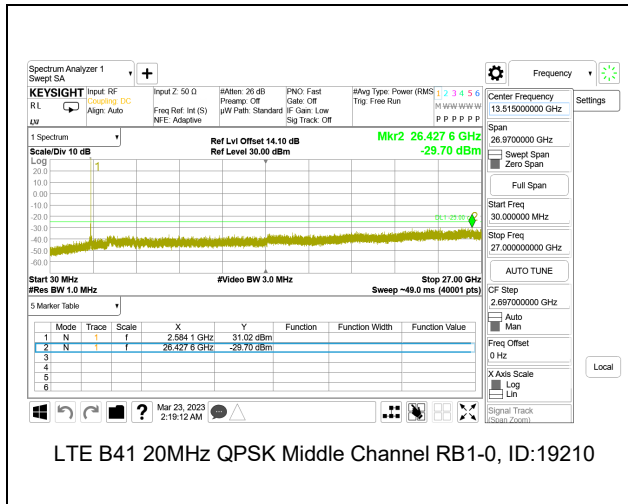 Spectrum Analyzer 1
Swept SA
+
Frequency
KEYSIGHT
Input: RF
Input Z: 50 Ω
#Atten: 26 dB
PNO: Fast
#Avg Type: Power (RMS
1 2 3 4 5 6
RL
Coupling: DC
Preamp: Off
Gate: Off
Trig: Free Run
M W W W W W
Align: Auto
Freq Ref: Int (S)
µW Path: Standard
IF Gain: Low
NFE: Adaptive
Sig Track: Off
P P P P P P
LXI
1 Spectrum
Ref Lvl Offset 14.10 dB
Mkr2 26.427 6 GHz
Scale/Div 10 dB
Ref Level 30.00 dBm
-29.70 dBm
Log
1
20.0
10.0
0.00
-10.0
-20.0
DL1 -25.00
-30.0
-40.0
-50.0
-60.0
Start 30 MHz
#Video BW 3.0 MHz
Stop 27.00 GHz
#Res BW 1.0 MHz
Sweep ~49.0 ms (40001 pts)
5 Marker Table
Mode Trace Scale X Y Function Function Width Function Value
1 N 1 f 2.584 1 GHz 31.02 dBm
2 N 1 f 26.427 6 GHz -29.70 dBm
3
4
5
6
?
Mar 23, 2023
2:19:12 AM
Center Frequency
13.515000000 GHz
Settings
Span
26.9700000 GHz
Swept Span
Zero Span
Full Span
Start Freq
30.000000 MHz
Stop Freq
27.00000000 GHz
AUTO TUNE
CF Step
2.697000000 GHz
Auto
Man
Freq Offset
0 Hz
Local
X Axis Scale
Log
Lin
Signal Track
(Span Zoom)
LTE B41 20MHz QPSK Middle Channel RB1-0, ID:19210